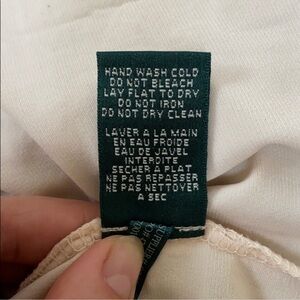 HAND WASH COLD
DO NOT BLEACH
LAY FLAT TO DRY
DO NOT IRON
DO NOT DRY CLEAN
LAVER A LA MAIN
EN EAU FROIDE
EAU DE JAVEL
INTERDITE
SECHER A PLAT
NE PAS REPASSER
NE PAS NETTOYER
A SEC